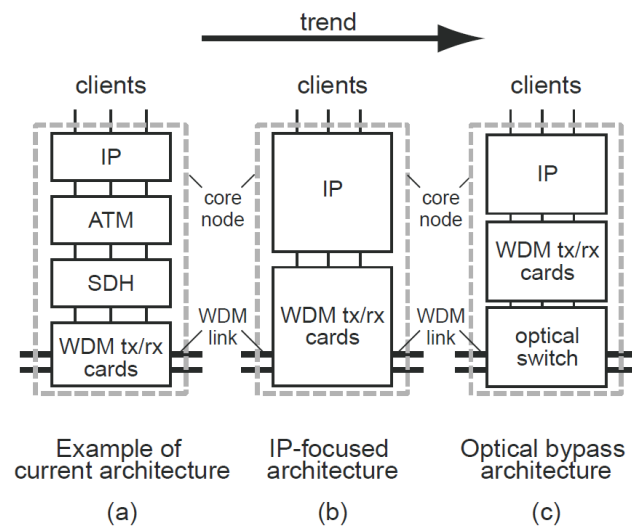 trend
clients
clients
clients
IP
ATM
SDH
WDM tx/rx
cards
core
node
WDM
link
IP
WDM tx/rx
cards
core
node
WDM
link
IP
WDM tx/rx
cards
optical
switch
Example of
current architecture
(a)
IP-focused
architecture
(b)
Optical bypass
architecture
(c)